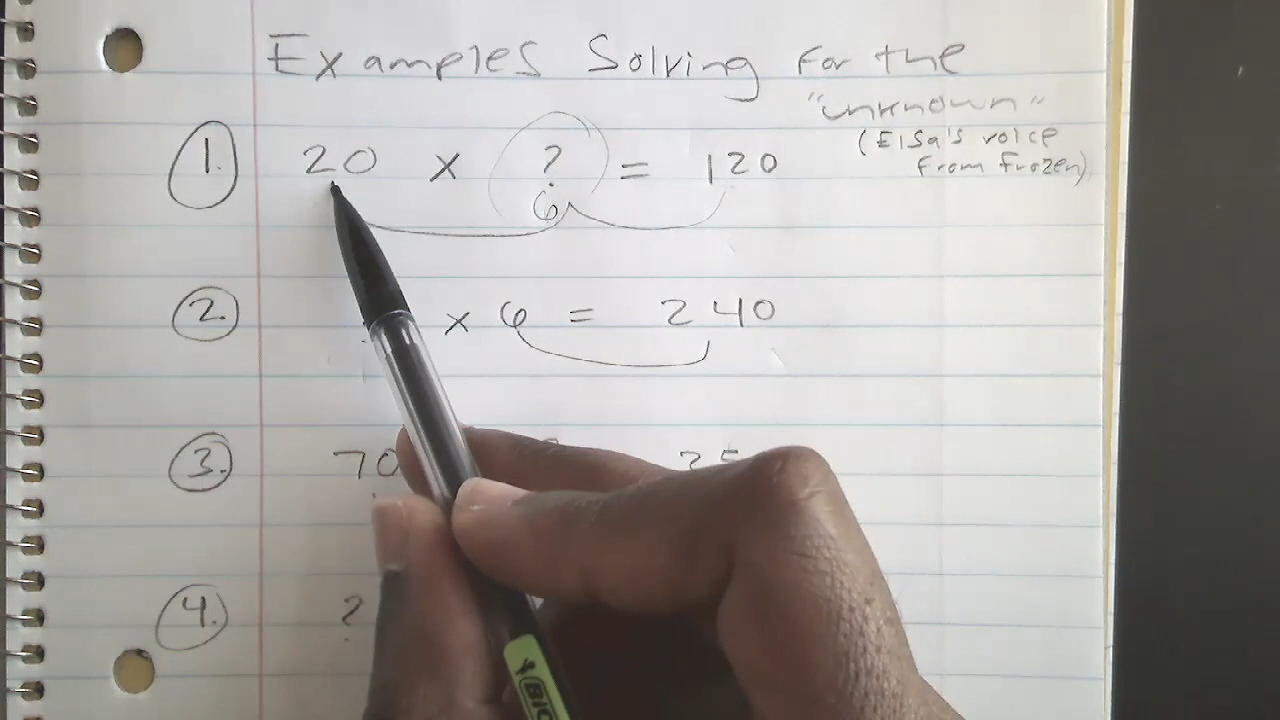 Examples Solving for the
"unknown"
(Elsa's voice
from Frozen)
1. 20 x ? = 120
6
2. x 6 = 240
3. 70
4. ?
BIC